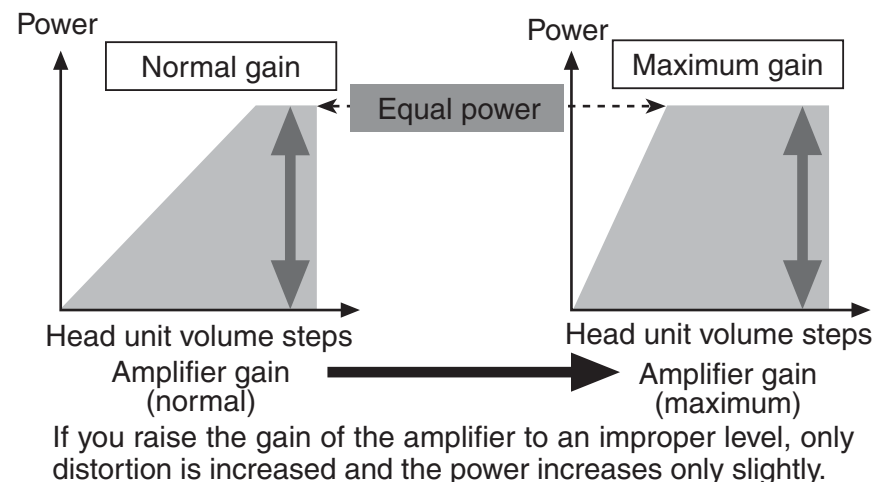 Power
Normal gain
Equal power
Power
Maximum gain
Head unit volume steps
Head unit volume steps
Amplifier gain
(normal)
Amplifier gain
(maximum)
If you raise the gain of the amplifier to an improper level, only
distortion is increased and the power increases only slightly.